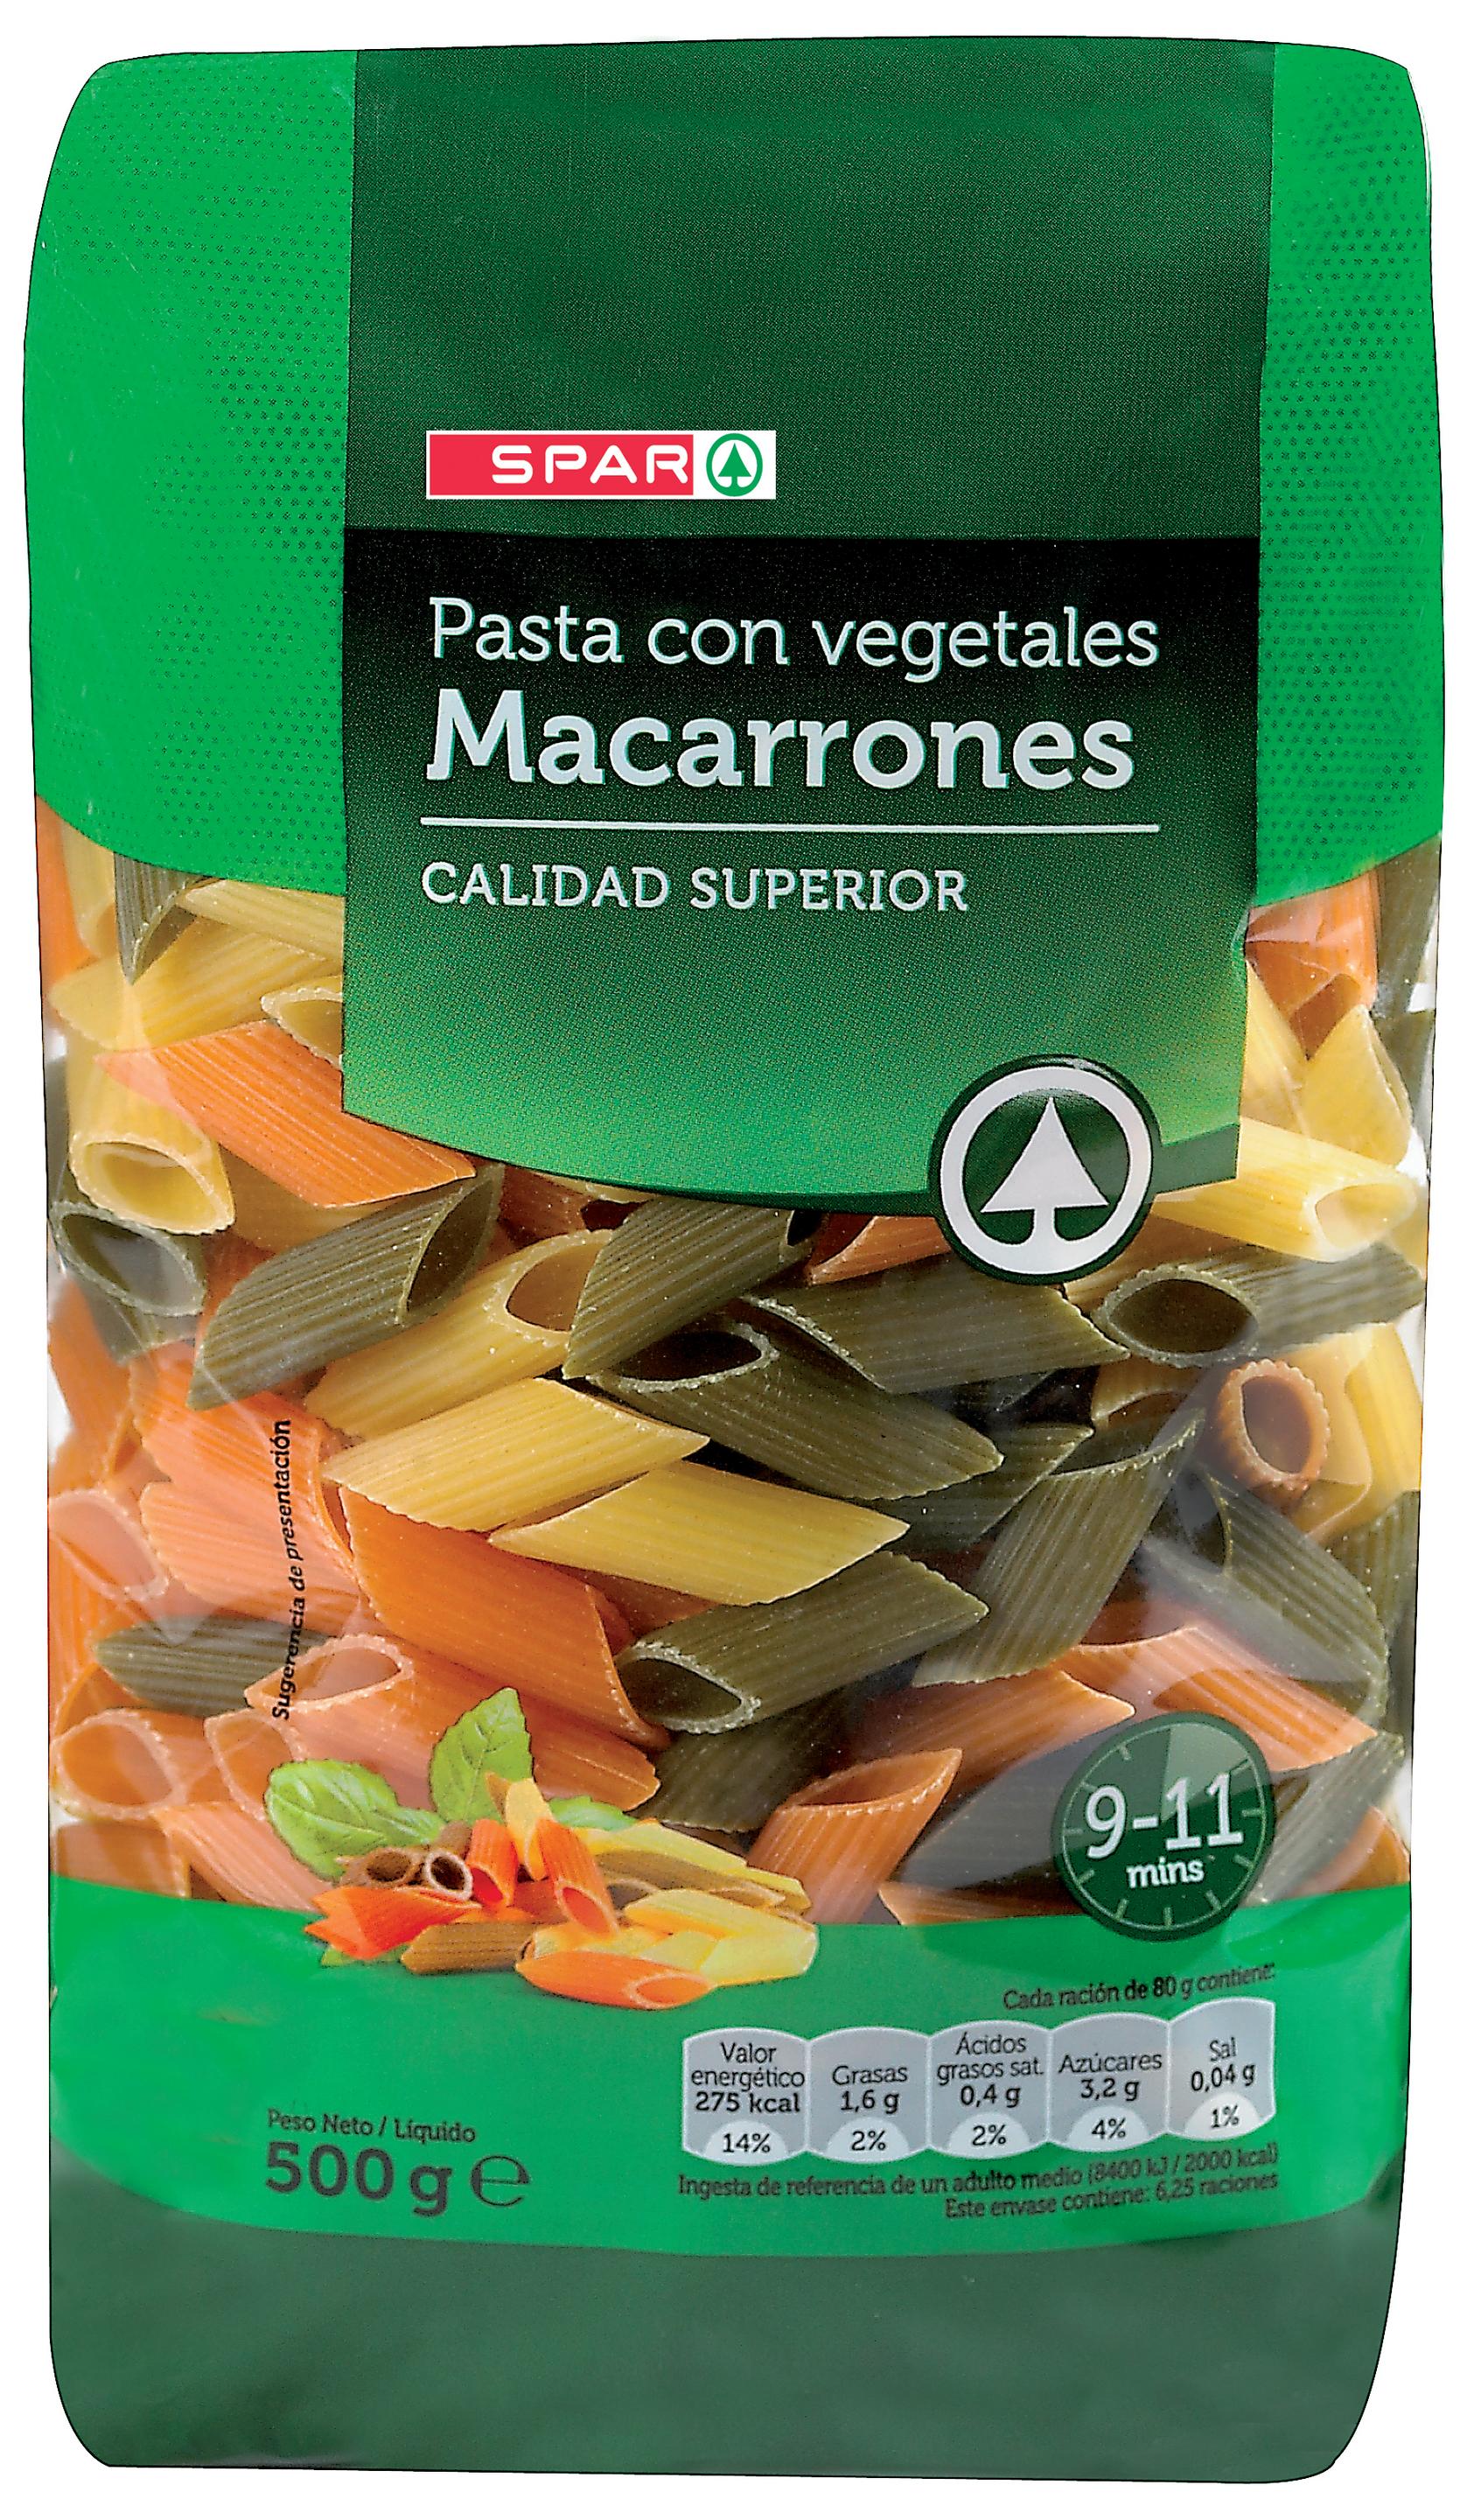 SPAR
Pasta con vegetales
Macarrones
CALIDAD SUPERIOR
Sugerencia de presentación
9-11
mins
Cada ración de 80 g contiene:
Valor
energético
275 kcal
14%
Grasas
1,6 g
2%
Ácidos
grasos sat.
0,4 g
2%
Azúcares
3,2 g
4%
Sal
0,04 g
1%
Ingesta de referencia de un adulto medio (8400 kJ / 2000 kcal)
Este envase contiene: 6,25 raciones
Peso Neto / Líquido
500 g ℮